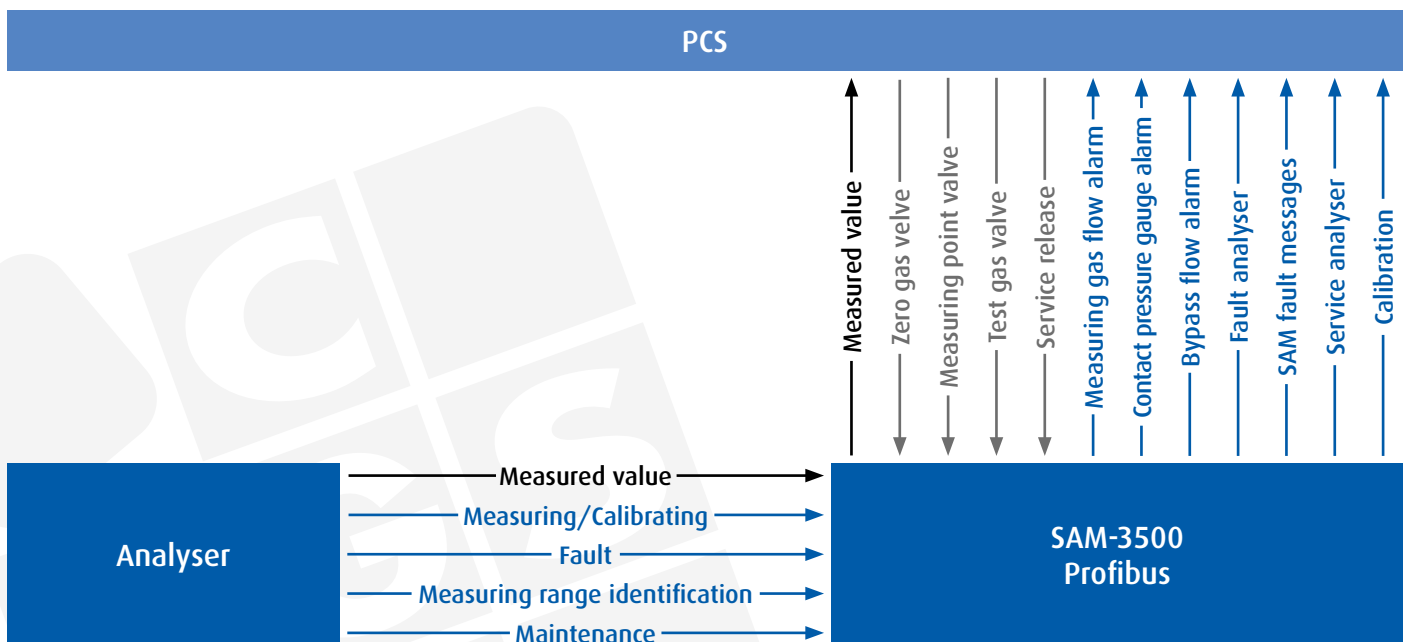 PCS
Measured value
Zero gas velve
Measuring point valve
Test gas valve
Service release
Measuring gas flow alarm
Contact pressure gauge alarm
Bypass flow alarm
Fault analyser
SAM fault messages
Service analyser
Calibration
Analyser
Measured value
Measuring/Calibrating
Fault
Measuring range identification
Maintenance
SAM-3500
Profibus
C
S
G